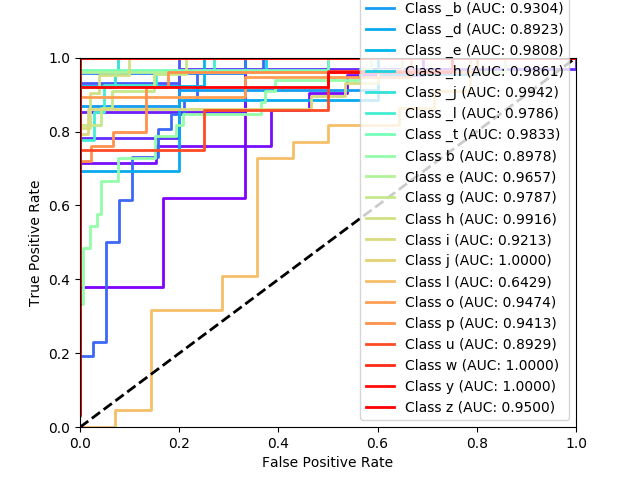 Class _b (AUC: 0.9304)
Class _d (AUC: 0.8923)
Class _e (AUC: 0.9808)
Class _h (AUC: 0.9861)
Class _j (AUC: 0.9942)
Class _l (AUC: 0.9786)
Class _t (AUC: 0.9833)
Class b (AUC: 0.8978)
Class e (AUC: 0.9657)
Class g (AUC: 0.9787)
Class h (AUC: 0.9916)
Class i (AUC: 0.9213)
Class j (AUC: 1.0000)
Class l (AUC: 0.6429)
Class o (AUC: 0.9474)
Class p (AUC: 0.9413)
Class u (AUC: 0.8929)
Class w (AUC: 1.0000)
Class y (AUC: 1.0000)
Class z (AUC: 0.9500)
True Positive Rate
1.0
0.8
0.6
0.4
0.2
0.0
0.0 0.2 0.4 0.6 0.8 1.0
False Positive Rate